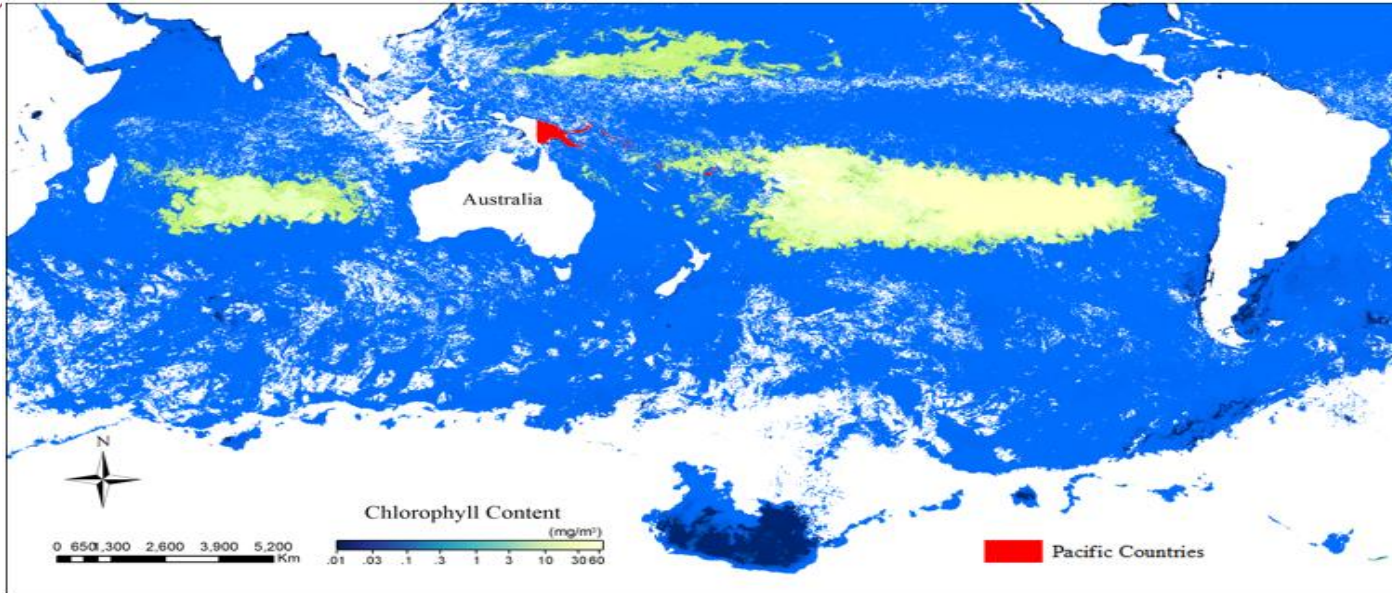 Australia
N
Chlorophyll Content
(mg/m³)
.01 .03 .1 .3 1 3 10 30 60
0 650 1,300 2,600 3,900 5,200
Km
Pacific Countries